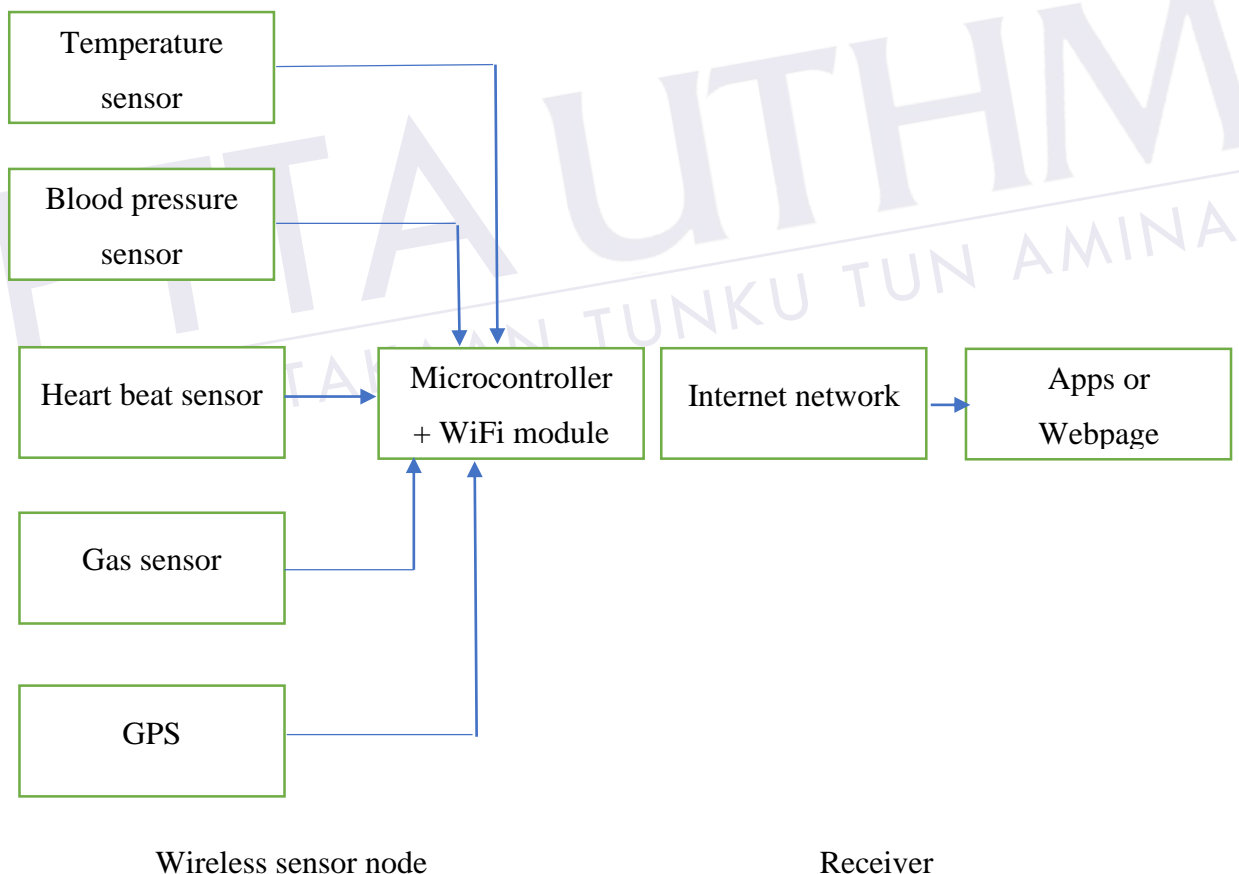 Temperature
sensor
Blood pressure
sensor
Heart beat sensor
Microcontroller
+ WiFi module
Internet network
Apps or
Webpage
Gas sensor
GPS
Wireless sensor node
Receiver
UTHM
TUNKU TUN AMINA